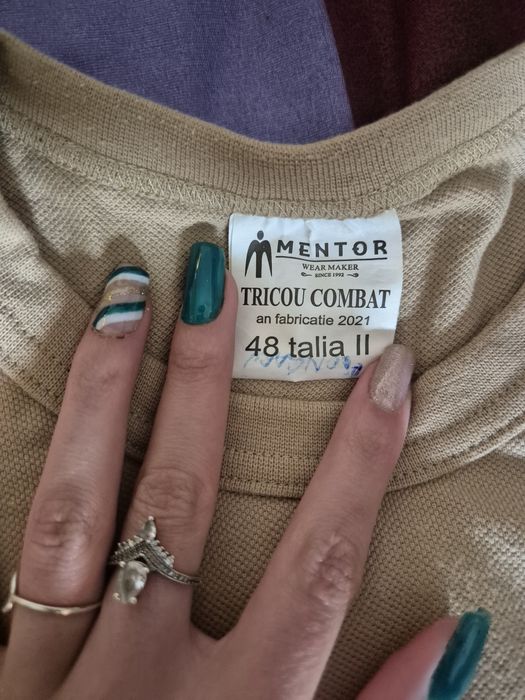 MENTOR
WEAR MAKER
SINCE 1992
TRICOU COMBAT
an fabricatie 2021
48 talia II